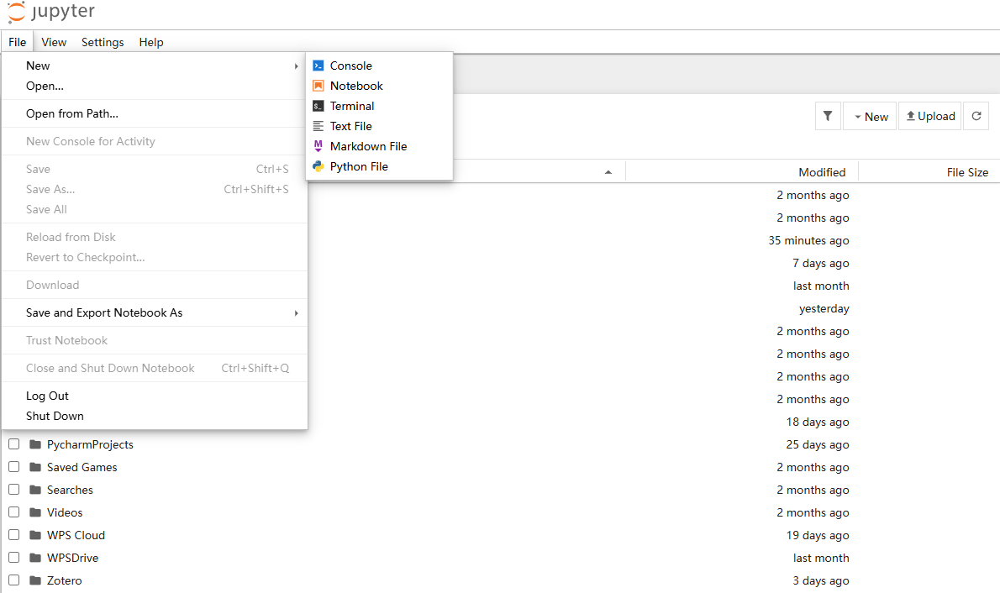 jupyter
File View Settings Help
New
Open...
Open from Path...
New Console for Activity
Save Ctrl+S
Save As... Ctrl+Shift+S
Save All
Reload from Disk
Revert to Checkpoint...
Download
Save and Export Notebook As
Trust Notebook
Close and Shut Down Notebook Ctrl+Shift+Q
Log Out
Shut Down
Console
Notebook
Terminal
Text File
Markdown File
Python File
New Upload
Modified File Size
2 months ago
2 months ago
35 minutes ago
7 days ago
last month
yesterday
2 months ago
2 months ago
2 months ago
2 months ago
18 days ago
PycharmProjects 25 days ago
Saved Games 2 months ago
Searches 2 months ago
Videos 2 months ago
WPS Cloud 19 days ago
WPSDrive last month
Zotero 3 days ago